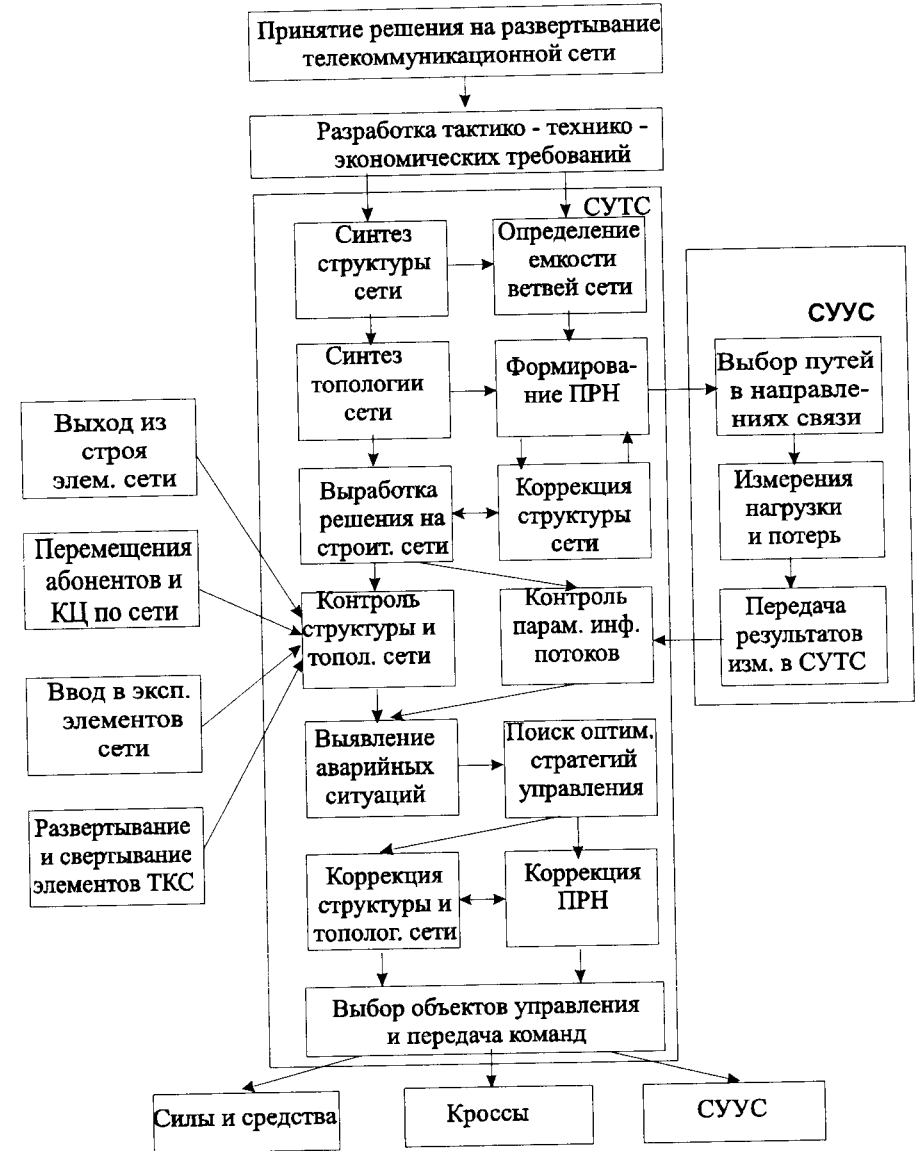 Принятие решения на развертывание
телекоммуникационной сети
Разработка тактико - технико -
экономических требований
СУТС
Синтез
структуры
сети
Определение
емкости
ветвей сети
СУУС
Синтез
топологии
сети
Формирова-
ние ПРН
Выбор путей
в направле-
ниях связи
Выход из
строя
элем. сети
Выработка
решения на
строит. сети
Коррекция
структуры
сети
Измерения
нагрузки
и потерь
Перемещения
абонентов и
КЦ по сети
Контроль
структуры и
топол. сети
Контроль
парам. инф.
потоков
Передача
результатов
изм. в СУТС
Ввод в эксп.
элементов
сети
Выявление
аварийных
ситуаций
Поиск оптим.
стратегий
управления
Развертывание
и свертывание
элементов ТКС
Коррекция
структуры и
тополог. сети
Коррекция
ПРН
Выбор объектов управления
и передача команд
Силы и средства
Кроссы
СУУС